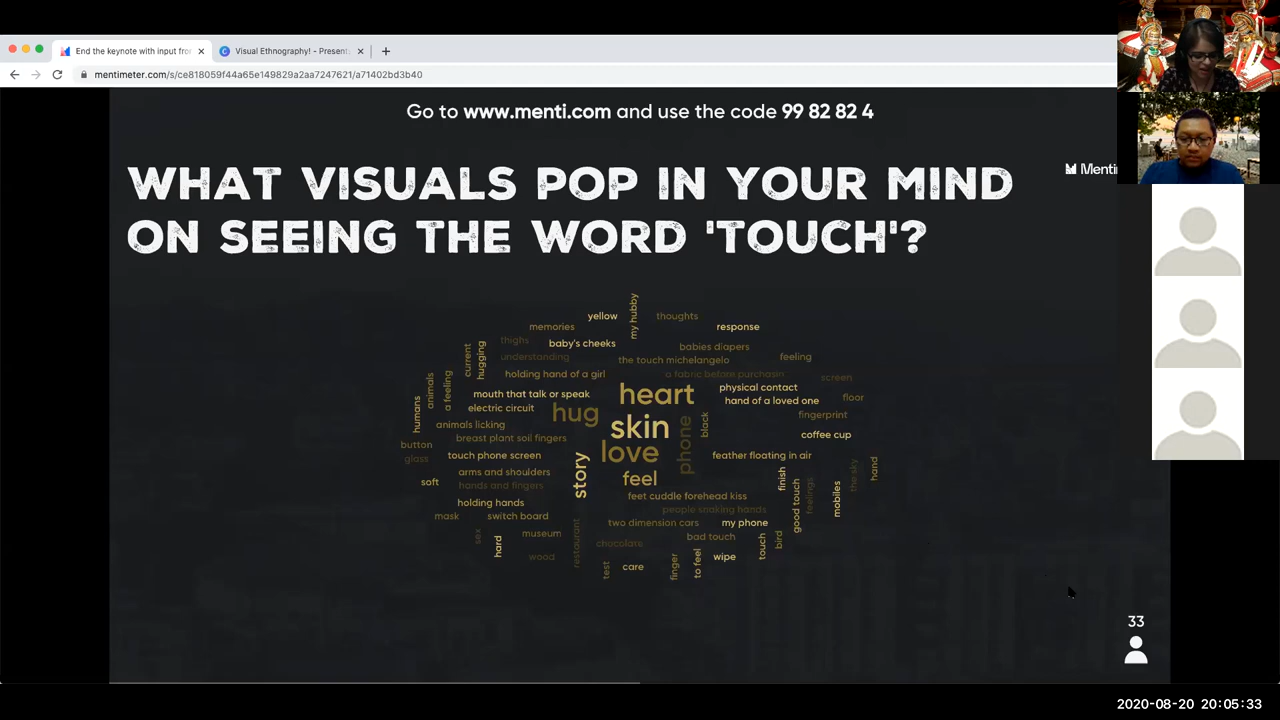 End the keynote with input fro
Visual Ethnography! - Present
mentimeter.com/s/ce818059f44a65e149829a2aa7247621/a71402bd3b40
Go to www.menti.com and use the code 99 82 82 4
WHAT VISUALS POP IN YOUR MIND
ON SEEING THE WORD 'TOUCH'?
Menti
yellow
my hubby
thoughts
memories
response
thighs
baby's cheeks
babies diapers
current
hugging
understanding
the touch michelangelo
feeling
holding hand of a girl
a fabric before purchasin
screen
animals
a feeling
mouth that talk or speak
heart
physical contact
hand of a loved one
floor
humans
electric circuit
hug
fingerprint
animals licking
skin
black
coffee cup
button
breast plant soil fingers
love
phone
glass
touch phone screen
feather floating in air
arms and shoulders
story
feel
finish
the sky
hand
soft
hands and fingers
feet cuddle forehead kiss
good touch
feelings
mobiles
holding hands
people shaking hands
mask
switch board
two dimension cars
my phone
sex
hard
museum
restaurant
chocolate
bad touch
touch
bird
wood
test
care
finger
to feel
wipe
33
2020-08-20 20:05:33